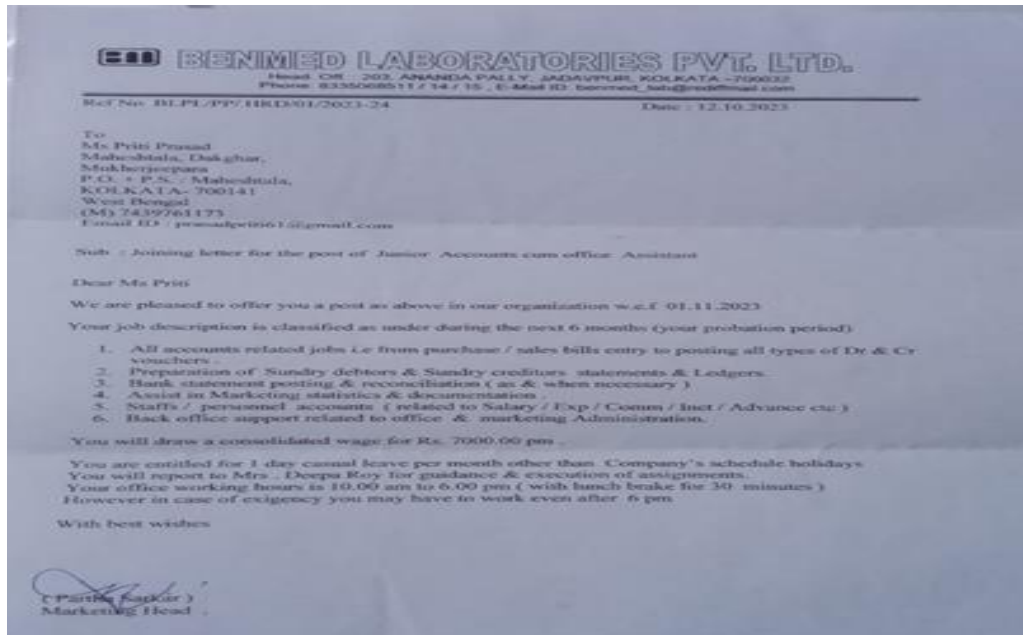 BM BENMED LABORATORIES PVT. LTD.
Head Off : 203, ANANDA PALLY, JADAVPUR, KOLKATA -700032
Phone: 8335068511 / 14 / 15 , E-Mail ID: benmed_lab@rediffmail.com
Ref No. BLPL/PP/HRD/01/2023-24 Date : 12.10.2023
To
Ms Priti Prasad
Maheshtala, Dakghar,
Mukherjeepara
P.O. + P.S. / Maheshtala,
KOLKATA- 700141
West Bengal
(M) 7439761173
Email ID : prasadpriti61@gmail.com
Sub : Joining letter for the post of Junior Accounts cum office Assistant
Dear Ms Priti
We are pleased to offer you a post as above in our organization w.e.f 01.11.2023
Your job description is classified as under during the next 6 months (your probation period)
1. All accounts related jobs i.e from purchase / sales bills entry to posting all types of Dr & Cr
vouchers .
2. Preparation of Sundry debtors & Sundry creditors statements & Ledgers.
3. Bank statement posting & reconciliation ( as & when necessary )
4. Assist in Marketing statistics & documentation .
5. Staffs / personnel accounts ( related to Salary / Exp / Comm / Inct / Advance etc )
6. Back office support related to office & marketing Administration.
You will draw a consolidated wage for Rs. 7000.00 pm .
You are entitled for 1 day casual leave per month other than Company's schedule holidays
You will report to Mrs . Deepa Roy for guidance & execution of assignments.
Your office working hours is 10.00 am to 6.00 pm ( wish lunch brake for 30 minutes )
However in case of exigency you may have to work even after 6 pm
With best wishes
( Partha Sarkar )
Marketing Head .